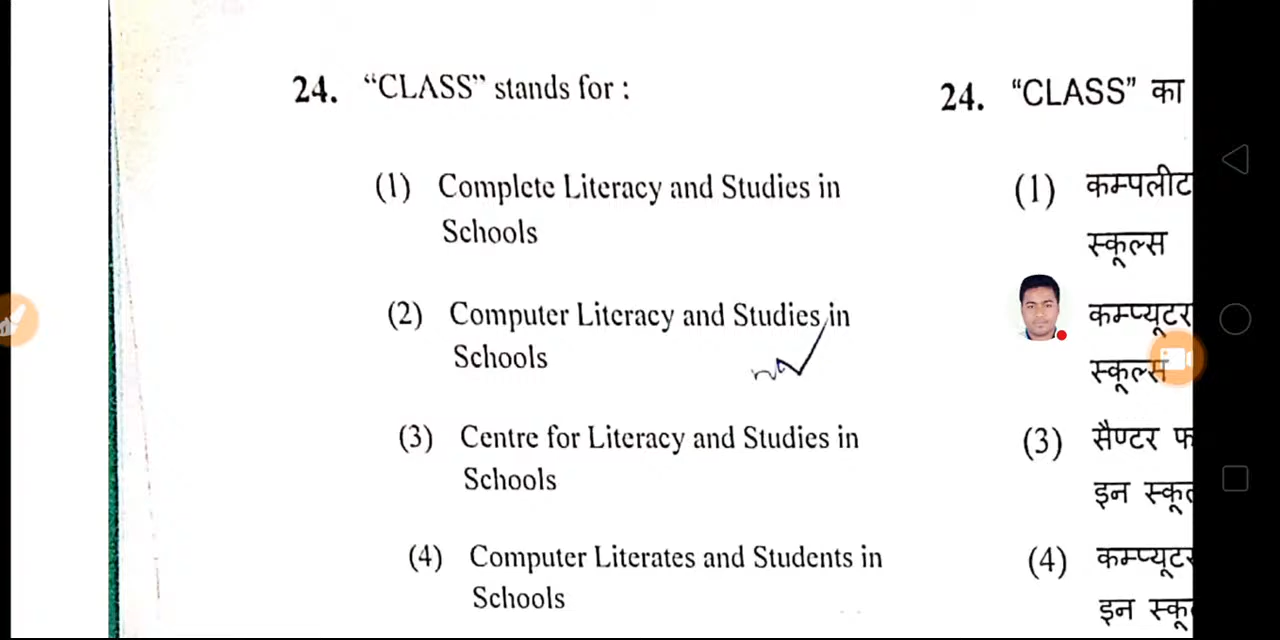 24. “CLASS” stands for :
(1) Complete Literacy and Studies in
Schools
(2) Computer Literacy and Studies in
Schools
(3) Centre for Literacy and Studies in
Schools
(4) Computer Literates and Students in
Schools
24. “CLASS” का
(1) कम्पलीट
स्कूल्स
कम्प्यूटर
स्कूल्स
(3) सैण्टर फ
इन स्कूल
(4) कम्प्यूटर
इन स्कू